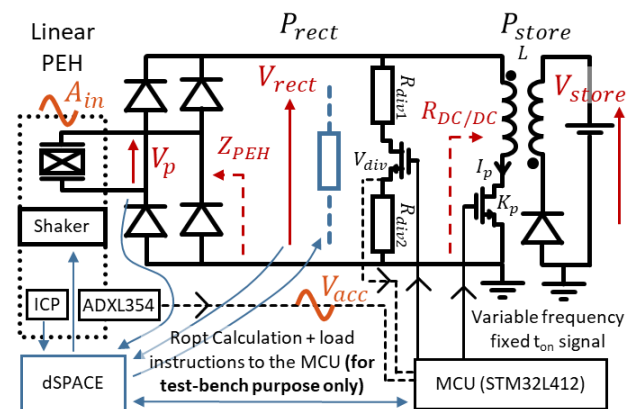 Linear
PEH
P_rect
P_store
A_in
V_rect
R_div1
L
V_store
R_DC/DC
Z_PEH
V_p
V_div
I_p
K_p
R_div2
Shaker
ICP
ADXL354
V_acc
Variable frequency
fixed t_on signal
Ropt Calculation + load
instructions to the MCU (for
test-bench purpose only)
dSPACE
MCU (STM32L412)